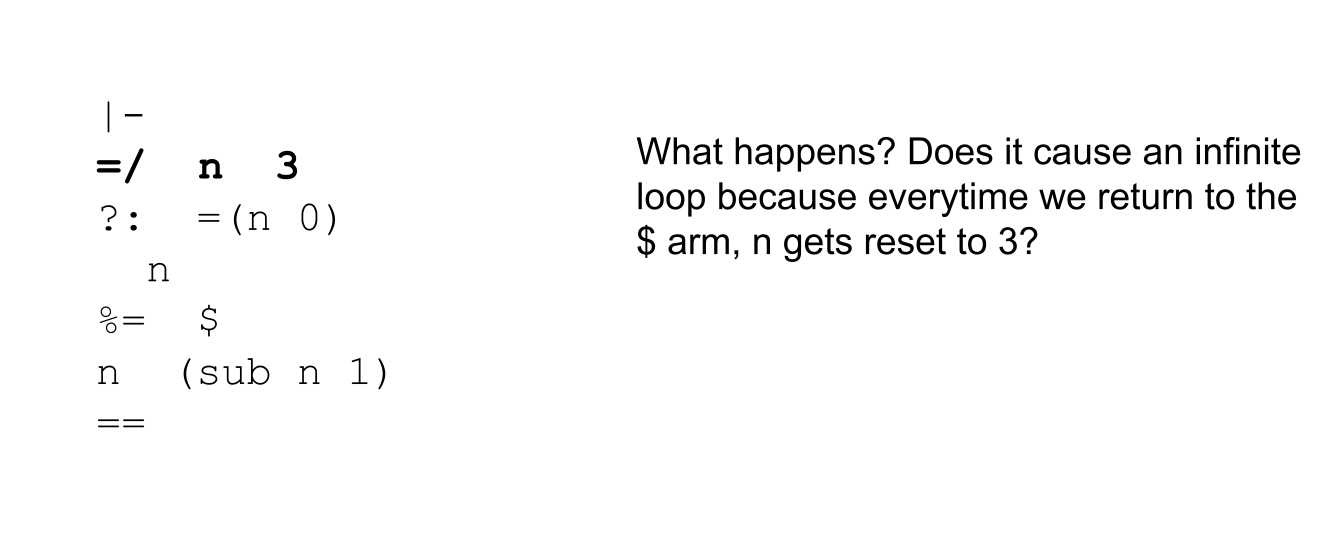 |-
=/  n  3
?:  =(n 0)
  n
%=  $
n  (sub n 1)
==
What happens? Does it cause an infinite
loop because everytime we return to the
$ arm, n gets reset to 3?